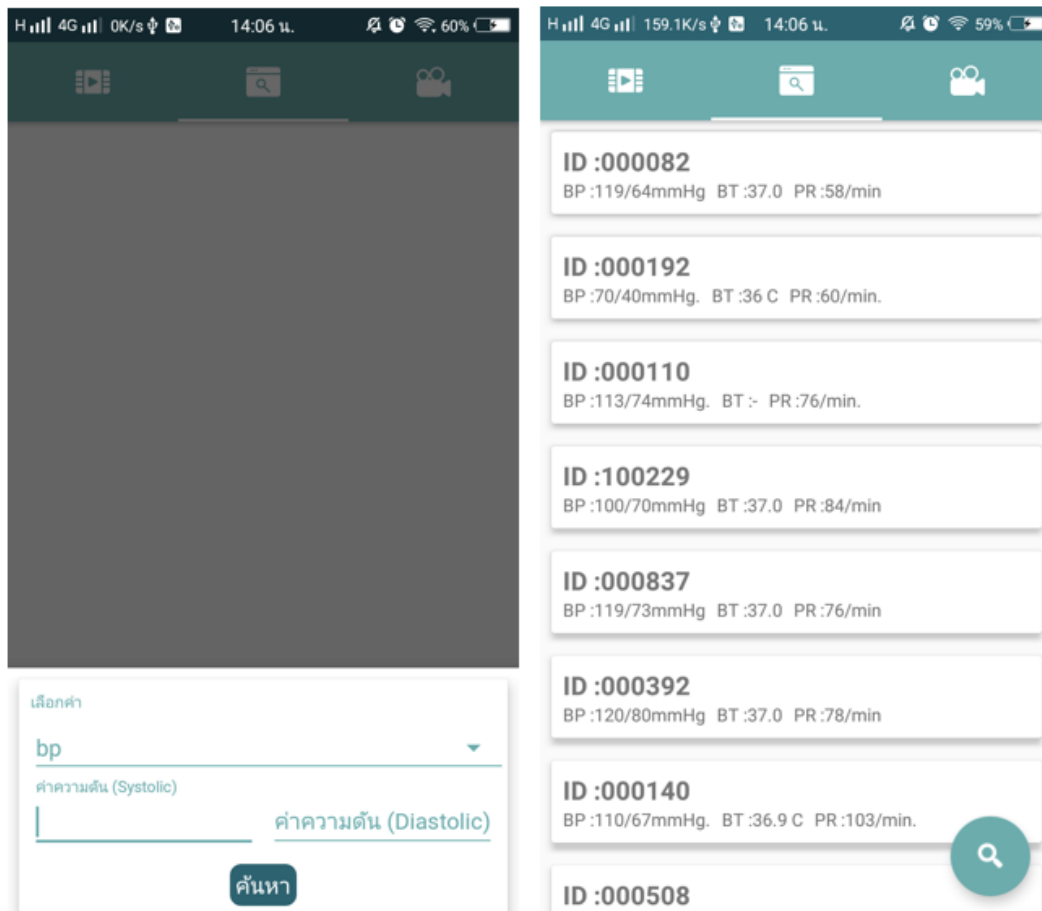 H 4G 0K/s 14:06 น. 60%
เลือกค่า
bp
ค่าความดัน (Systolic)
ค่าความดัน (Diastolic)
ค้นหา
H 4G 159.1K/s 14:06 น. 59%
ID :000082
BP :119/64mmHg BT :37.0 PR :58/min
ID :000192
BP :70/40mmHg. BT :36 C PR :60/min.
ID :000110
BP :113/74mmHg. BT :- PR :76/min.
ID :100229
BP :100/70mmHg BT :37.0 PR :84/min
ID :000837
BP :119/73mmHg BT :37.0 PR :76/min
ID :000392
BP :120/80mmHg BT :37.0 PR :78/min
ID :000140
BP :110/67mmHg. BT :36.9 C PR :103/min.
ID :000508